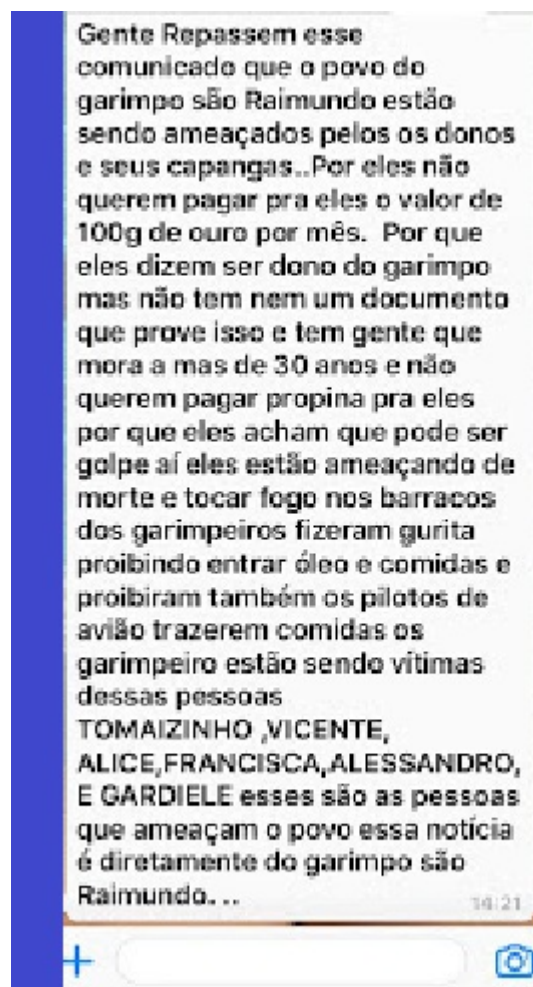 Gente Repassem esse
comunicado que o povo do
garimpo são Raimundo estão
sendo ameaçados pelos os donos
e seus capangas..Por eles não
querem pagar pra eles o valor de
100g de ouro por mês.  Por que
eles dizem ser dono do garimpo
mas não tem nem um documento
que prove isso e tem gente que
mora a mas de 30 anos e não
querem pagar propina pra eles
por que eles acham que pode ser
golpe aí eles estão ameaçando de
morte e tocar fogo nos barracos
dos garimpeiros fizeram gurita
proibindo entrar óleo e comidas e
proibiram também os pilotos de
avião trazerem comidas os
garimpeiro estão sendo vítimas
dessas pessoas
TOMAIZINHO ,VICENTE,
ALICE,FRANCISCA,ALESSANDRO,
E GARDIELE esses são as pessoas
que ameaçam o povo essa notícia
é diretamente do garimpo são
Raimundo. ..
14:21